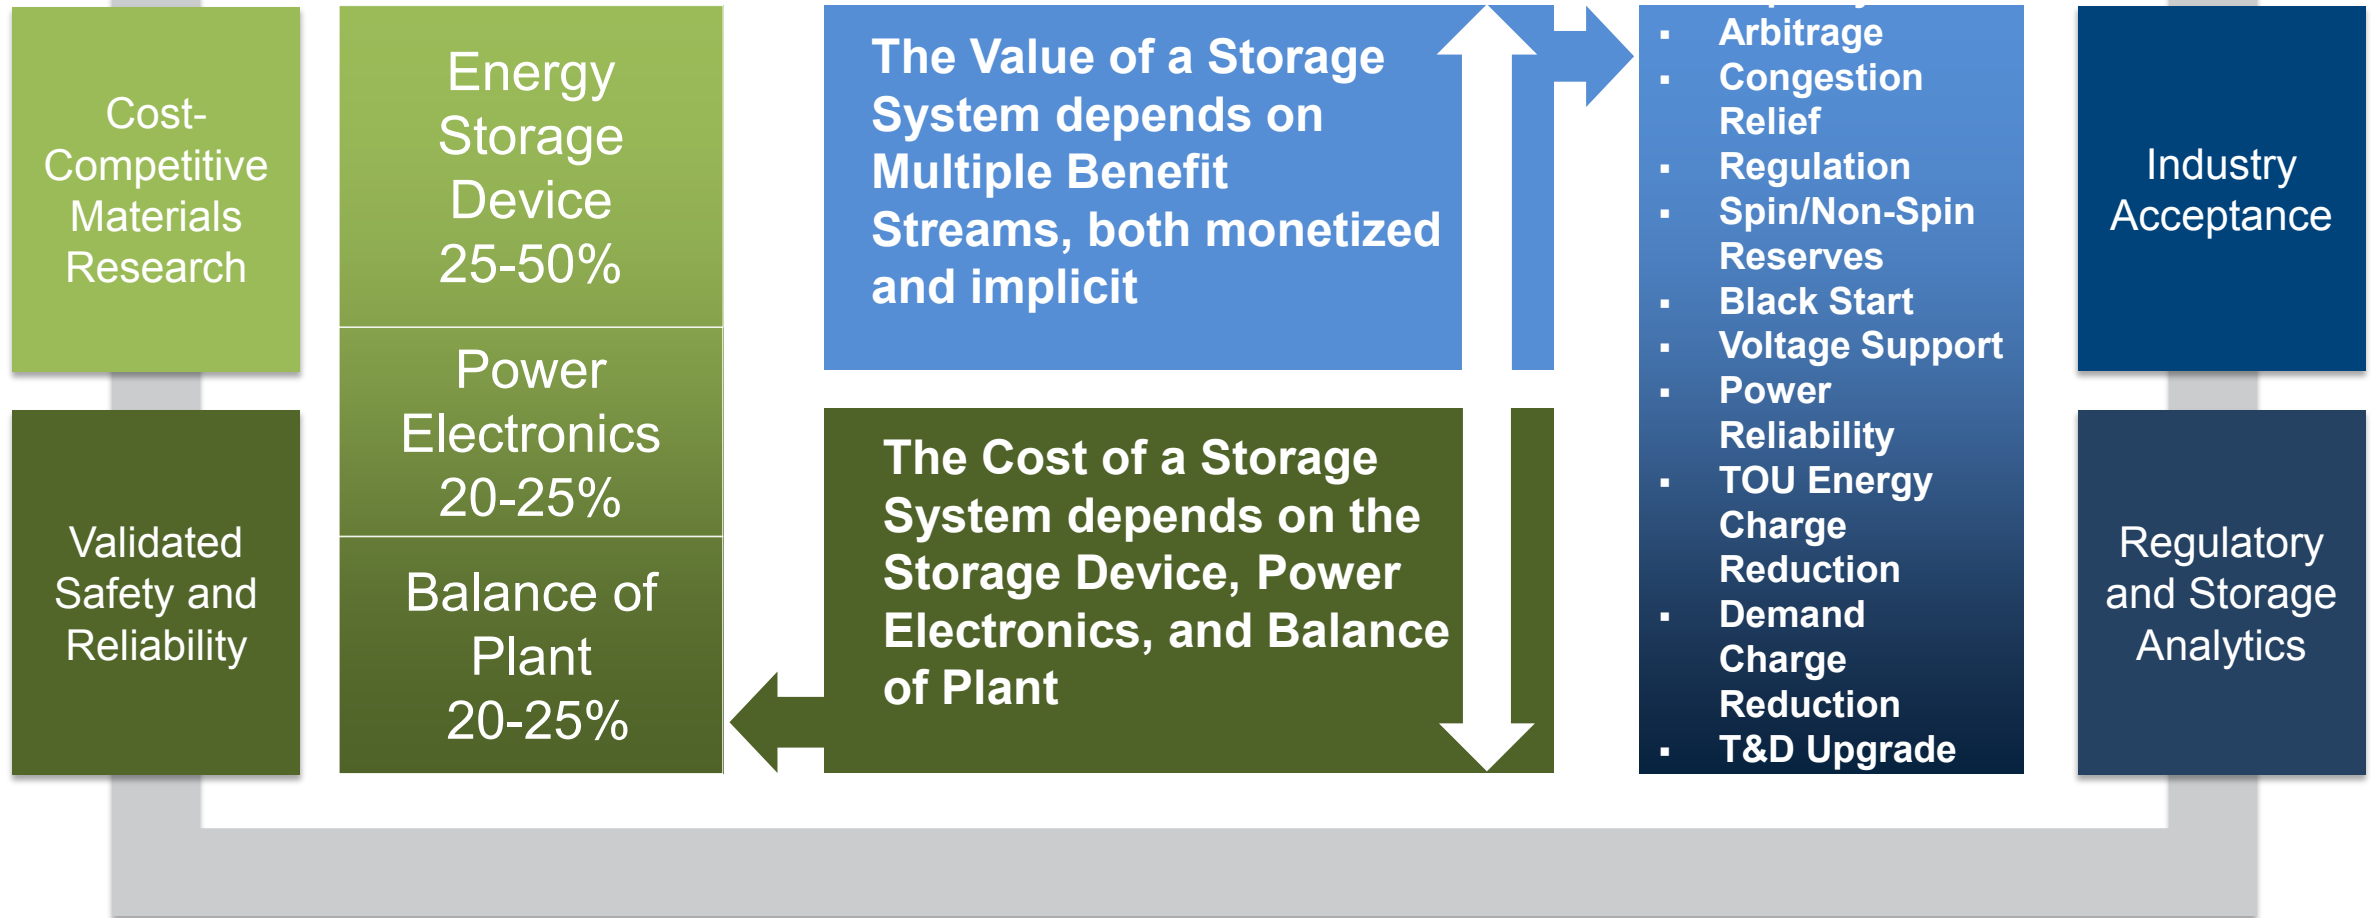 Cost-
Competitive
Materials
Research
Validated
Safety and
Reliability
Energy
Storage
Device
25-50%
Power
Electronics
20-25%
Balance of
Plant
20-25%
The Value of a Storage
System depends on
Multiple Benefit
Streams, both monetized
and implicit
The Cost of a Storage
System depends on the
Storage Device, Power
Electronics, and Balance
of Plant
▪ Arbitrage
▪ Congestion
Relief
▪ Regulation
▪ Spin/Non-Spin
Reserves
▪ Black Start
▪ Voltage Support
▪ Power
Reliability
▪ TOU Energy
Charge
Reduction
▪ Demand
Charge
Reduction
▪ T&D Upgrade
Industry
Acceptance
Regulatory
and Storage
Analytics